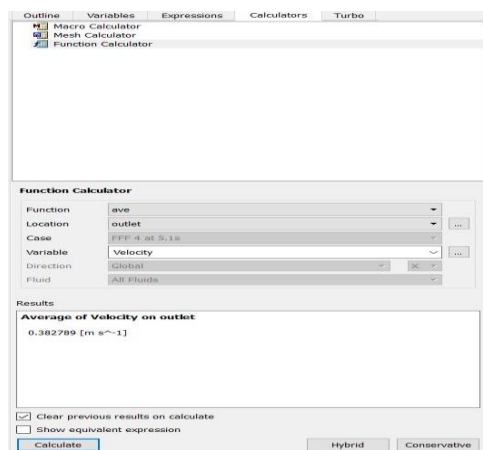 Outline Variables Expressions Calculators Turbo
Macro Calculator
Mesh Calculator
Function Calculator
Function Calculator
Function ave
Location outlet ...
Case FFF 4 at 5.1s
Variable Velocity ...
Direction Global X
Fluid All Fluids
Results
Average of Velocity on outlet
0.382789 [m s^-1]
Clear previous results on calculate
Show equivalent expression
Calculate Hybrid Conservative